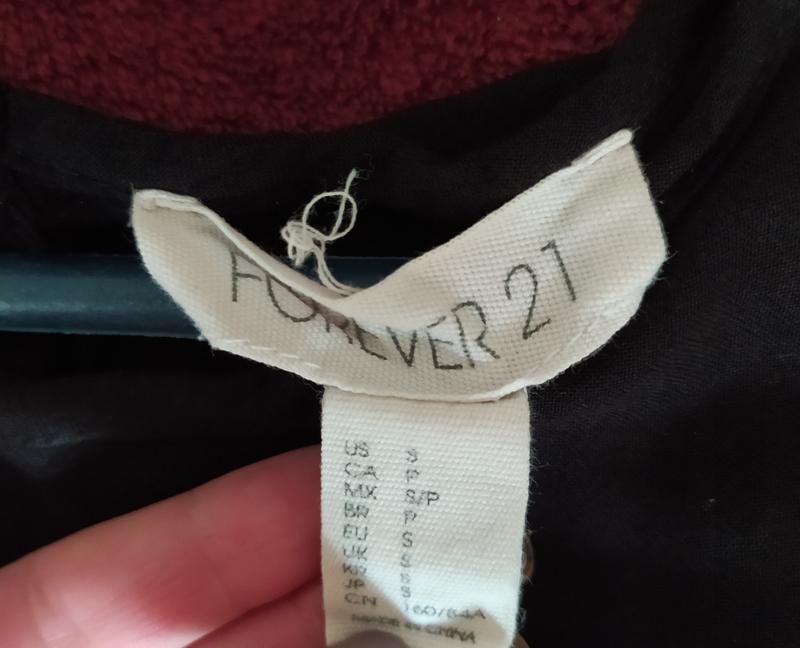 FOREVER 21
US S
CA P
MX S/P
BR P
EU S
UK S
KR S
JP S
CN 160/84A
MADE IN CHINA